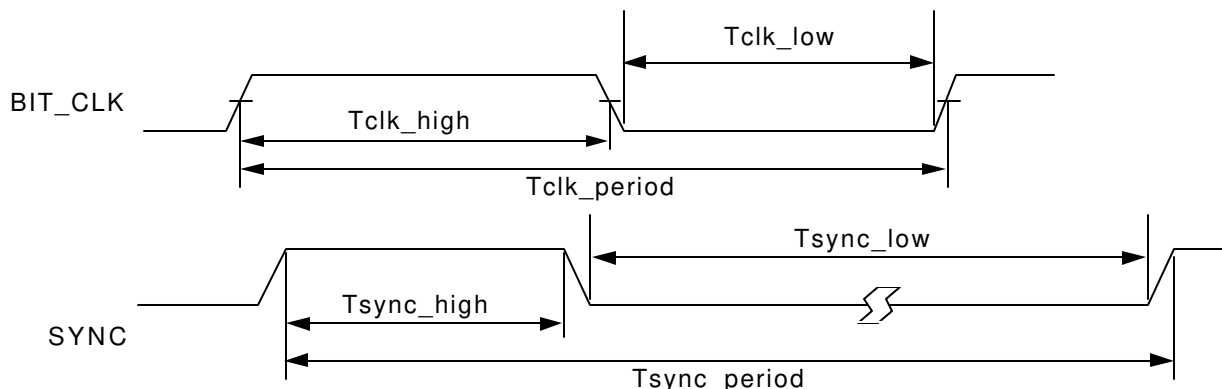 Tclk_low
BIT_CLK
Tclk_high
Tclk_period
Tsync_low
Tsync_high
SYNC
Tsync_period